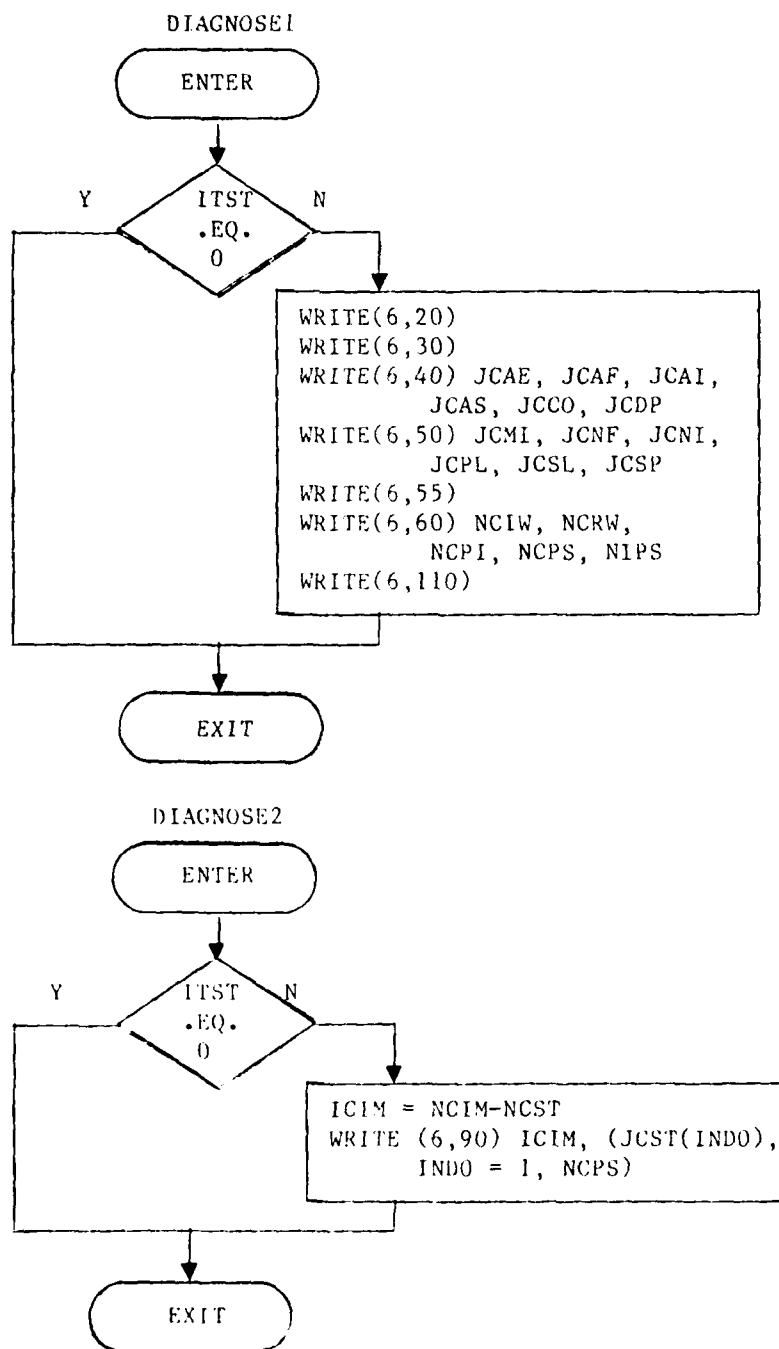 DIAGNOSE1
ENTER
Y
ITST
N
.EQ.
0
WRITE(6,20)
WRITE(6,30)
WRITE(6,40) JCAE, JCAF, JCAI,
JCAS, JCCO, JCDP
WRITE(6,50) JCMI, JCNF, JCNI,
JCPL, JCSL, JCSP
WRITE(6,55)
WRITE(6,60) NCIW, NCRW,
NCPI, NCPS, NIPS
WRITE(6,110)
EXIT
DIAGNOSE2
ENTER
Y
ITST
N
.EQ.
0
ICIM = NCIM-NCST
WRITE (6,90) ICIM, (JCST(INDO),
INDO = 1, NCPS)
EXIT